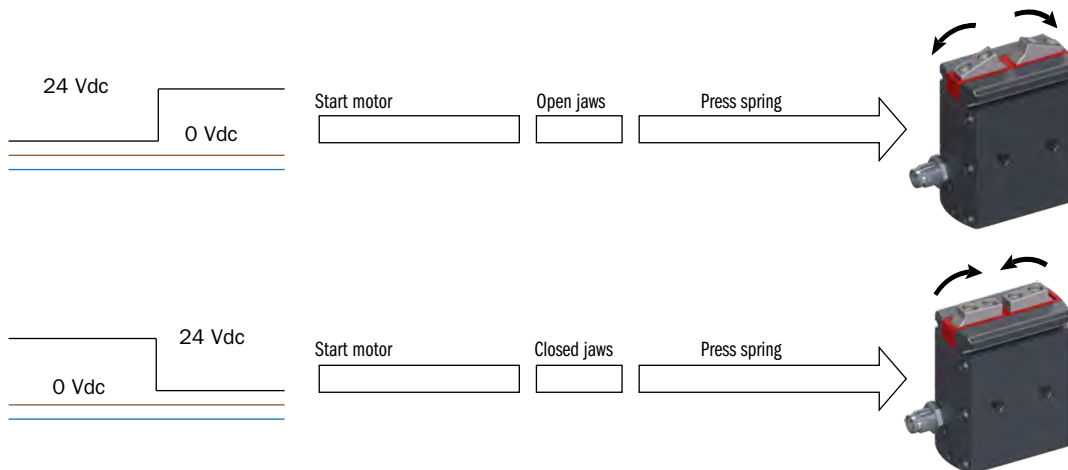 24 Vdc
0 Vdc
Start motor
Open jaws
Press spring
24 Vdc
0 Vdc
Start motor
Closed jaws
Press spring